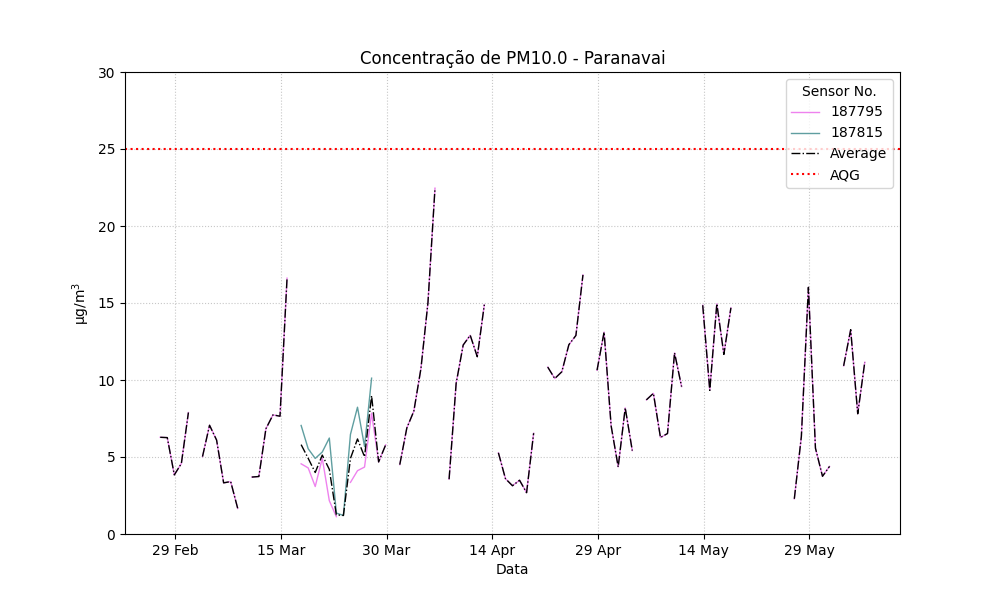 Concentração de PM10.0 - Paranavai
Sensor No.
187795
187815
Average
AQG
30
25
20
15
10
5
0
µg/m³
29 Feb
15 Mar
30 Mar
14 Apr
29 Apr
14 May
29 May
Data